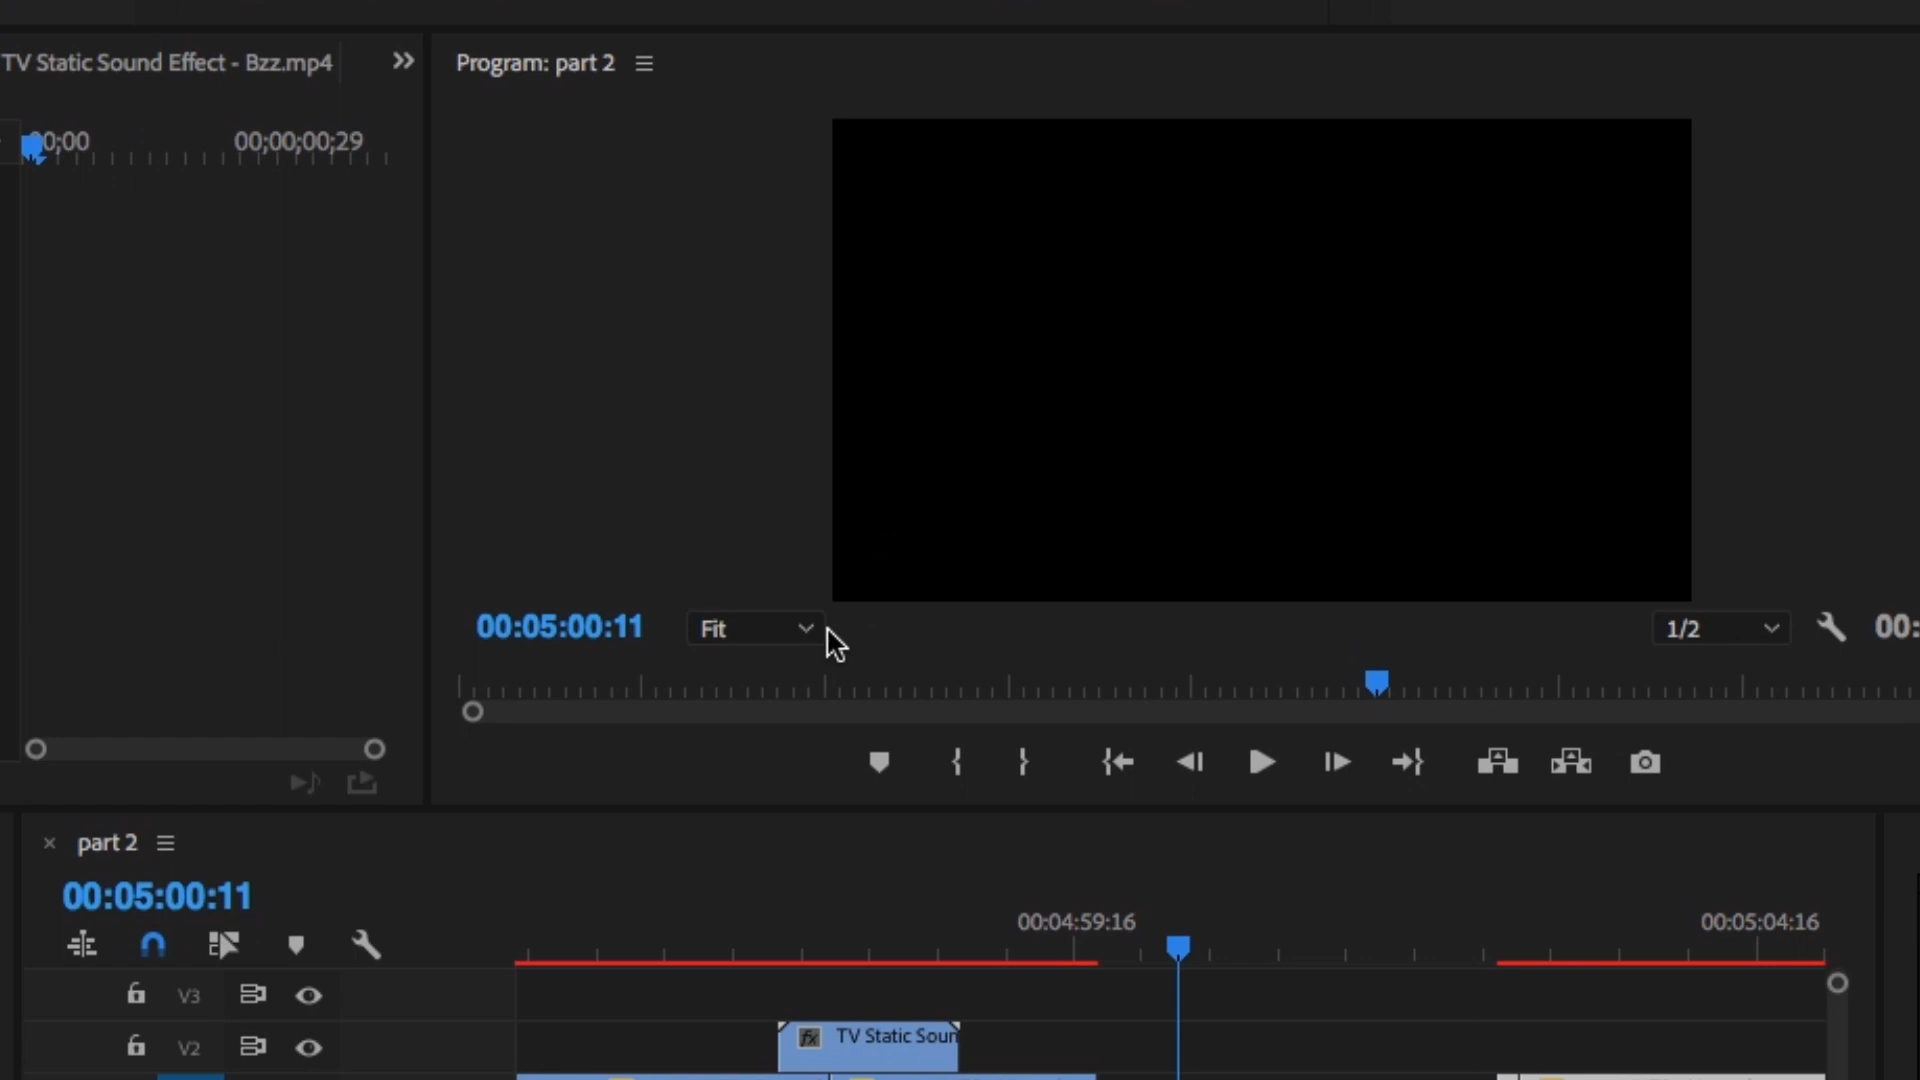 TV Static Sound Effect - Bzz.mp4
Program: part 2
0;00
00;00;00;29
00:05:00:11
Fit
1/2
00:
part 2
00:05:00:11
00:04:59:16
00:05:04:16
V3
V2
fx
TV Static Soun